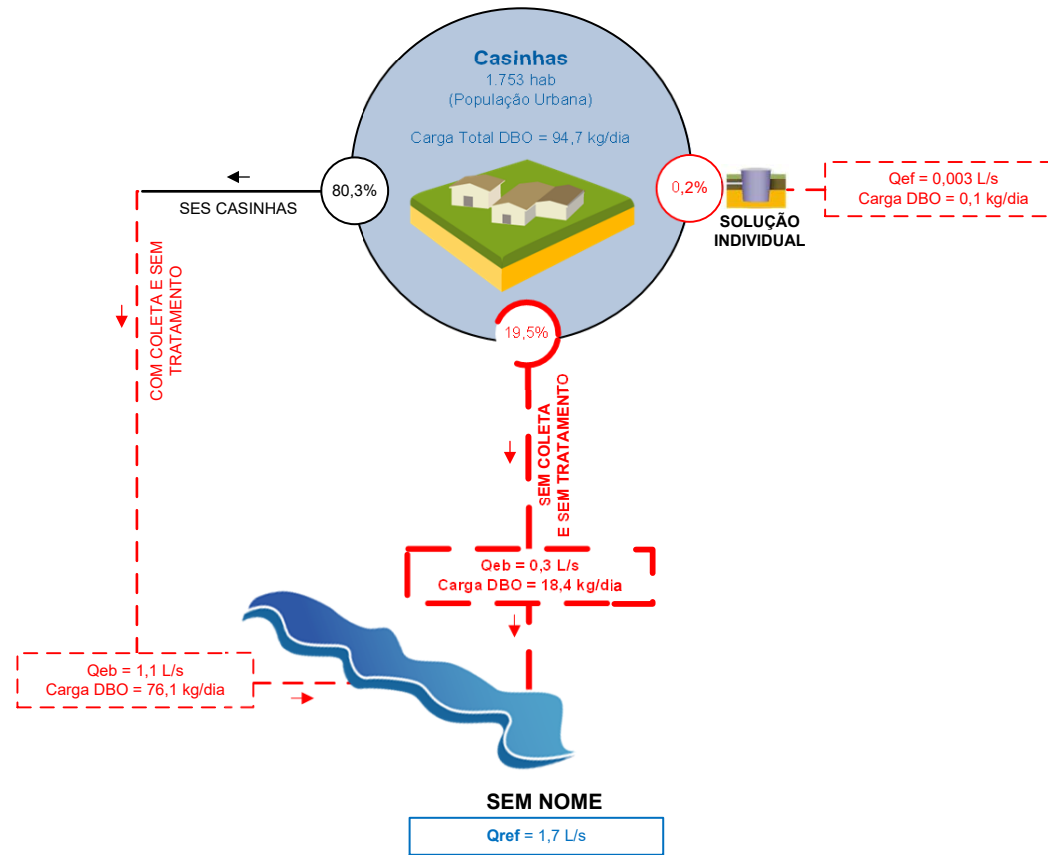 Casinhas
1.753 hab
(População Urbana)
Carga Total DBO = 94,7 kg/dia
80,3%
SES CASINHAS
0,2%
SOLUÇÃO
INDIVIDUAL
Qef = 0,003 L/s
Carga DBO = 0,1 kg/dia
COM COLETA E SEM
TRATAMENTO
19,5%
SEM COLETA
E SEM TRATAMENTO
Qeb = 0,3 L/s
Carga DBO = 18,4 kg/dia
Qeb = 1,1 L/s
Carga DBO = 76,1 kg/dia
SEM NOME
Qref = 1,7 L/s